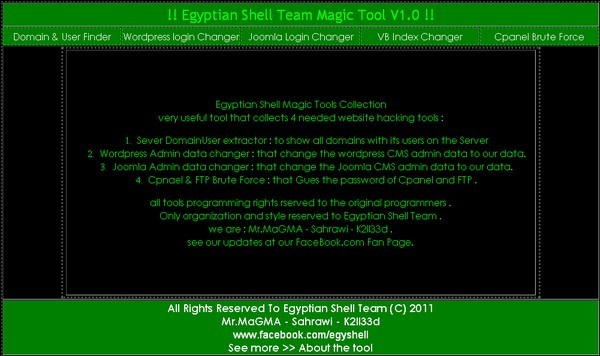 !! Egyptian Shell Team Magic Tool V1.0 !!
Domain & User Finder Wordpress login Changer Joomla Login Changer VB Index Changer Cpanel Brute Force
Egyptian Shell Magic Tools Collection
very useful tool that collects 4 needed website hacking tools :
1. Sever DomainUser extractor : to show all domains with its users on the Server
2. Wordpress Admin data changer : that change the wordpress CMS admin data to our data.
3. Joomla Admin data changer : that change the Joomla CMS admin data to our data.
4. Cpnael & FTP Brute Force : that Gues the password of Cpanel and FTP .
all tools programming rights rserved to the original programmers .
Only organization and style reserved to Egyptian Shell Team .
we are : Mr.MaGMA - Sahrawi - K2ll33d .
see our updates at our FaceBook.com Fan Page.
All Rights Reserved To Egyptian Shell Team (C) 2011
Mr.MaGMA - Sahrawi - K2ll33d
www.facebook.com/egyshell
See more >> About the tool